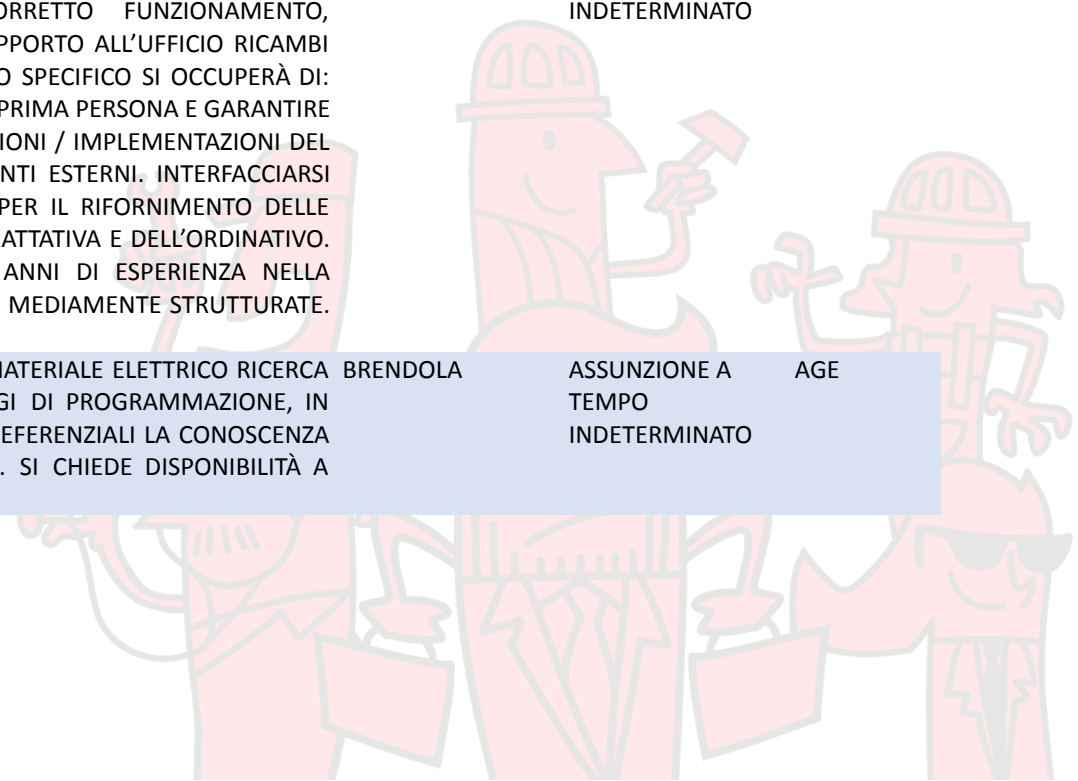 ORRETTO FUNZIONAMENTO,
PPORTO ALL'UFFICIO RICAMBI
O SPECIFICO SI OCCUPERÀ DI:
PRIMA PERSONA E GARANTIRE
IONI / IMPLEMENTAZIONI DEL
NTI ESTERNI. INTERFACCIARSI
PER IL RIFORNIMENTO DELLE
ATTATIVA E DELL'ORDINATIVO.
ANNI DI ESPERIENZA NELLA
MEDIAMENTE STRUTTURATE.
INDETERMINATO
MATERIALE ELETTRICO RICERCA
GI DI PROGRAMMAZIONE, IN
EFERENZIALI LA CONOSCENZA
. SI CHIEDE DISPONIBILITÀ A
BRENDOLA
ASSUNZIONE A
TEMPO
INDETERMINATO
AGE